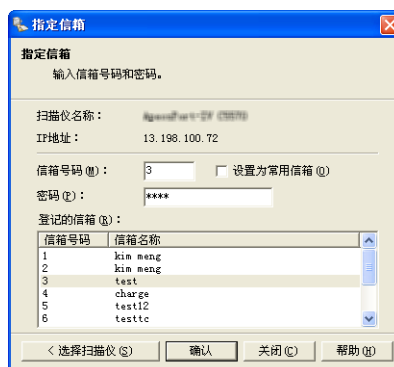 指定信箱
指定信箱
输入信箱号码和密码。
扫描仪名称：
IP地址： 13.198.100.72
信箱号码(M)： 3 设置为常用信箱(O)
密码(P)： ****
登记的信箱(R)：
信箱号码 信箱名称
1 kim meng
2 kim meng
3 test
4 charge
5 test12
6 testtc
< 选择扫描仪(S) 确认 关闭(C) 帮助(H)